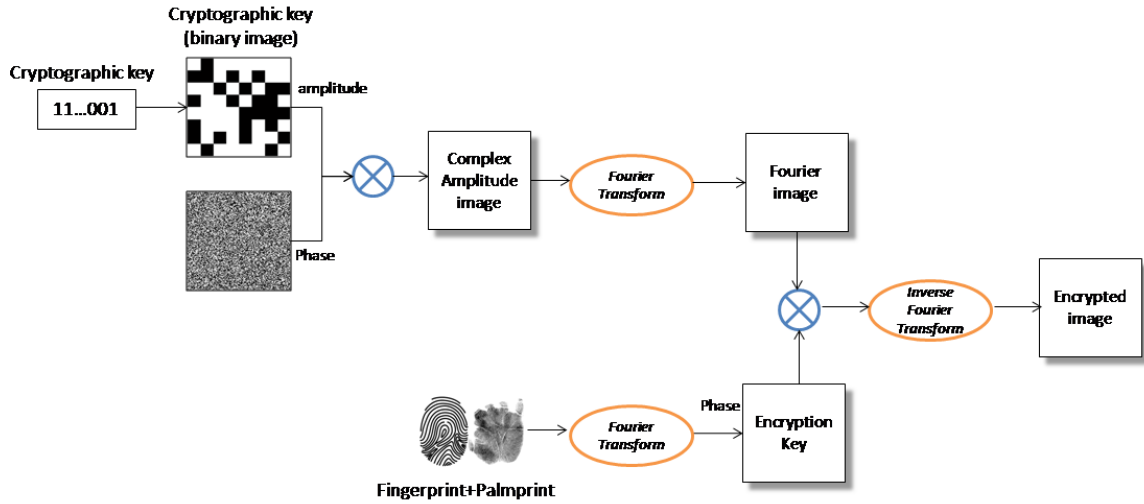 Cryptographic key
(binary image)
Cryptographic key
11...001
amplitude
Phase
Complex
Amplitude
image
Fourier
Transform
Fourier
image
Inverse
Fourier
Transform
Encrypted
image
Fingerprint+Palmprint
Fourier
Transform
Phase
Encryption
Key